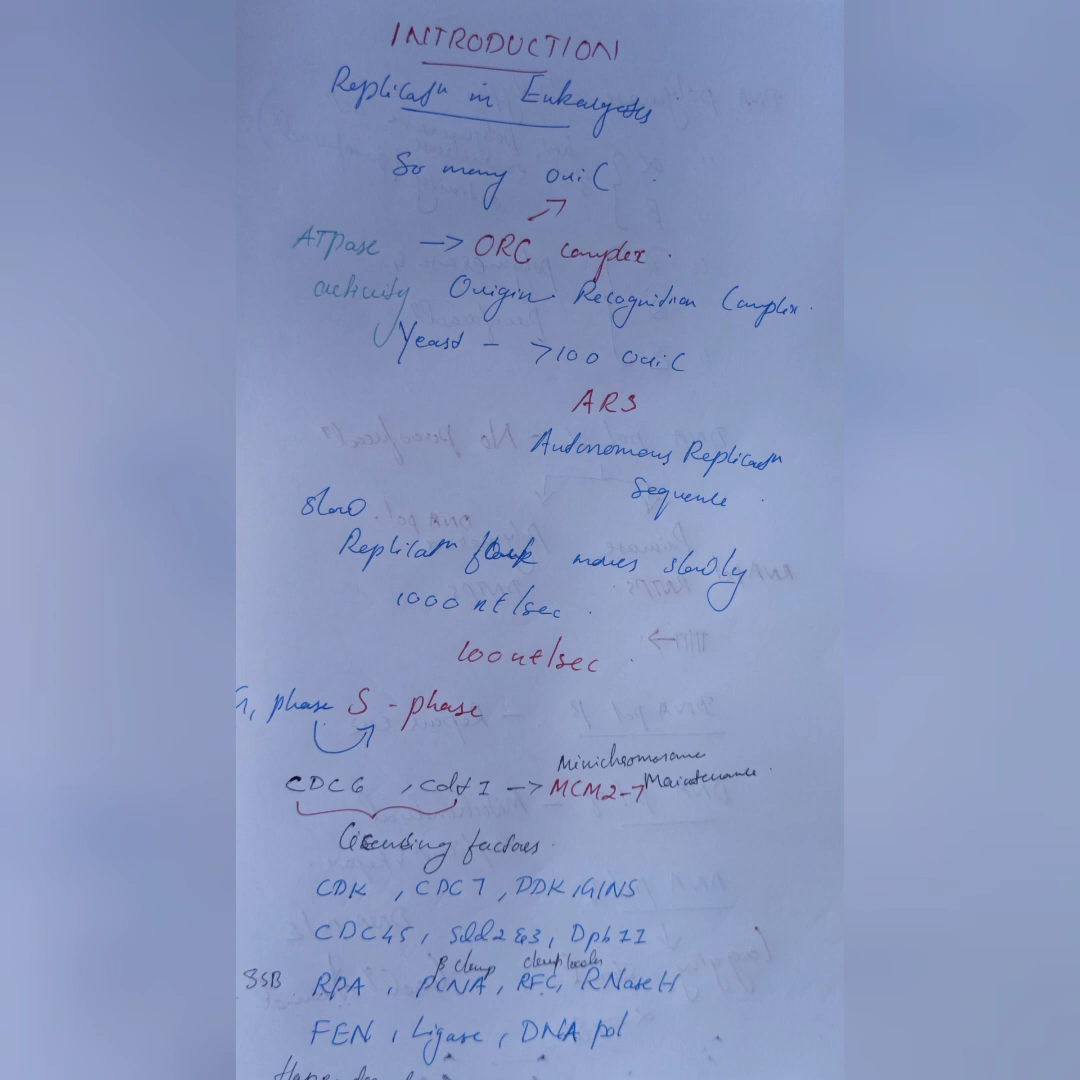 INTRODUCTION
Replicatn in Eukaryotes
So many OriC
ATPase → ORC Complex
activity Origin Recognition Complex
Yeast - >100 OriC
ARS
Autonomous Replicatn
Sequence
Slow
Replicatn fork moves slowly
1000 nt/sec
100 nt/sec
G1 phase S - phase
Minichromosome
CDC6 , Cdt1 → MCM2-7 Maintenance
Licensing factors
CDK , CDC7 , DDK , GINS
CDC45 , Sld2 & 3 , Dpb11
β clamp clamp loader
SSB RPA , PCNA , RFC , RNase H
FEN , Ligase , DNA pol